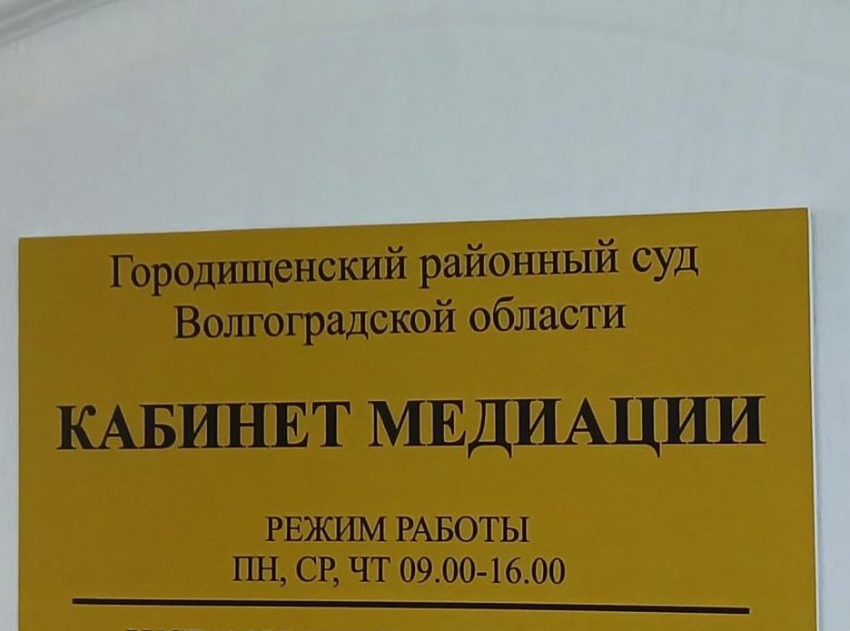 Городищенский районный суд
Волгоградской области
КАБИНЕТ МЕДИАЦИИ
РЕЖИМ РАБОТЫ
ПН, СР, ЧТ 09.00-16.00